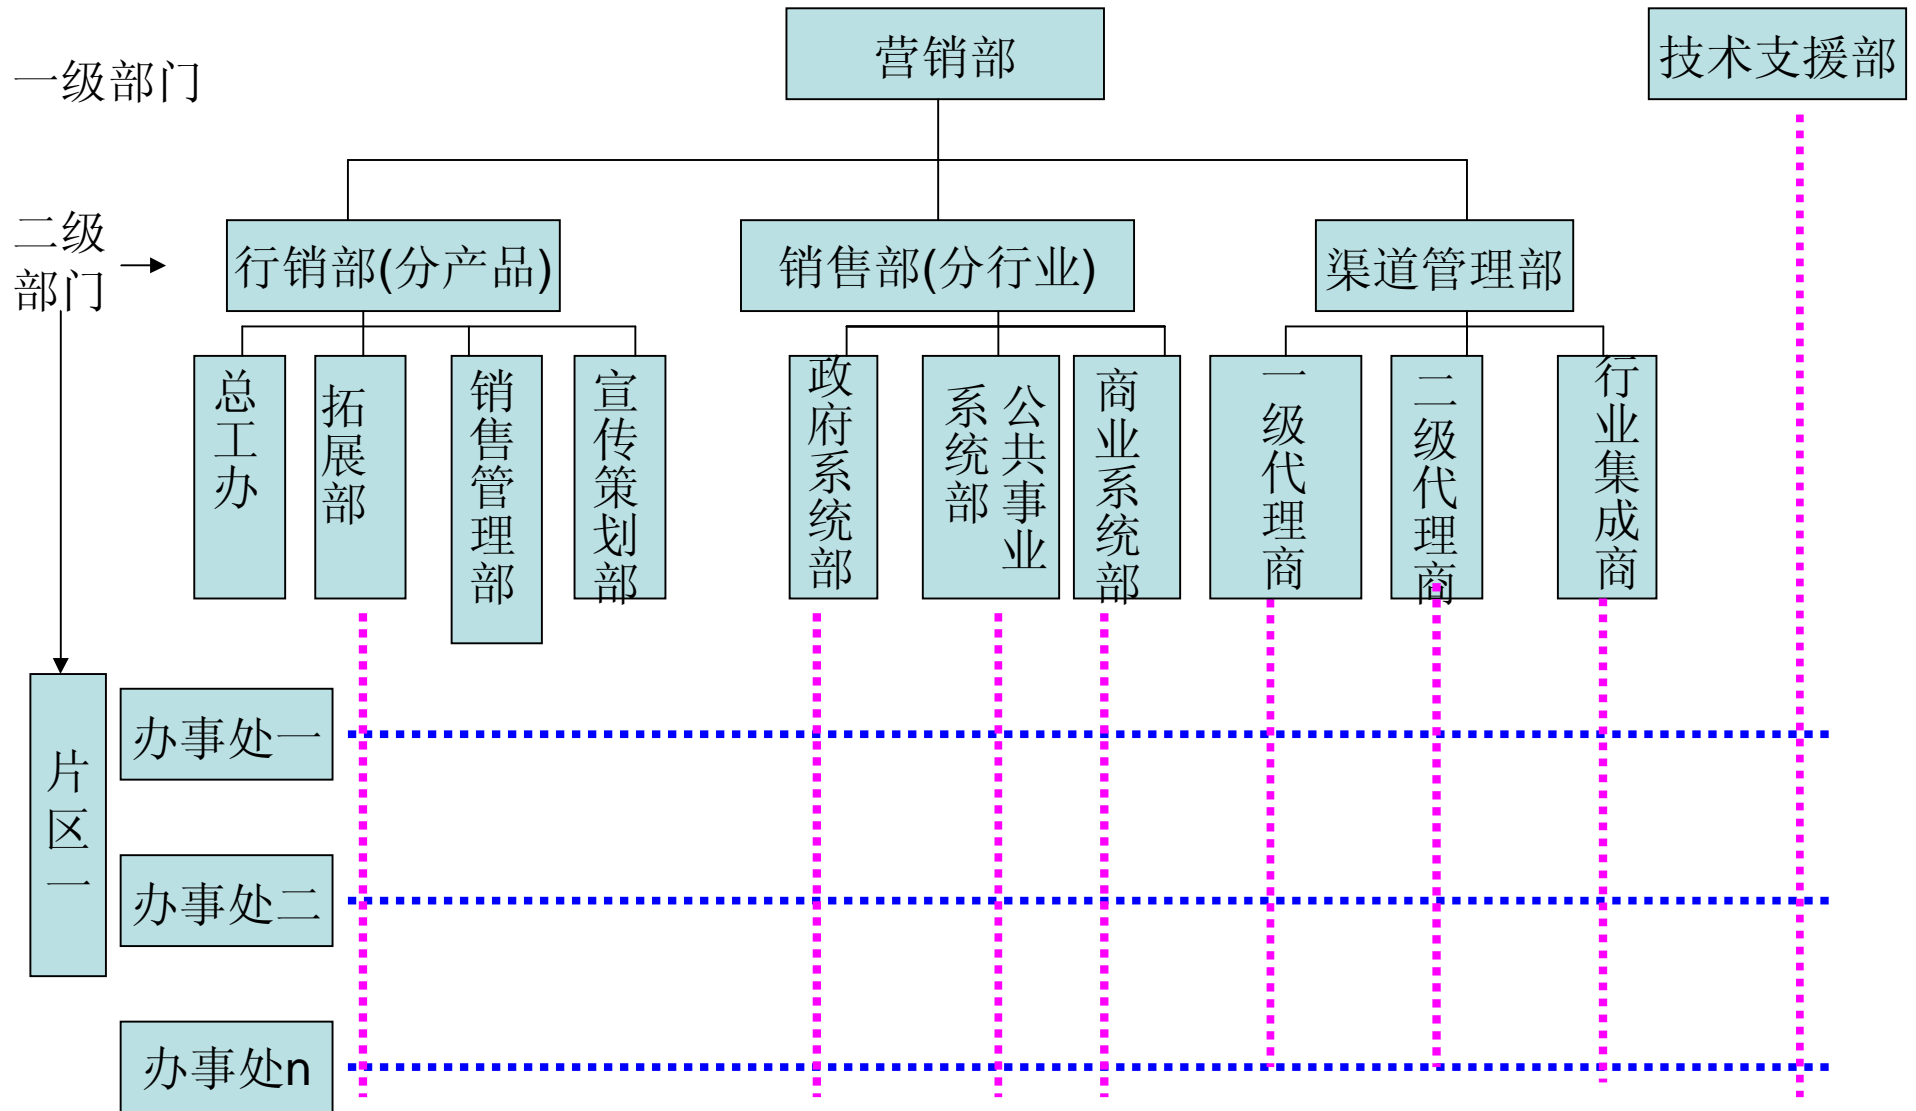 营销部
技术支援部
一级部门
二级
部门
行销部(分产品)
销售部(分行业)
渠道管理部
总工办
拓展部
销售管理部
宣传策划部
政府系统部
公共事业
系统部
商业系统部
一级代理商
二级代理商
行业集成商
片区一
办事处一
办事处二
办事处n